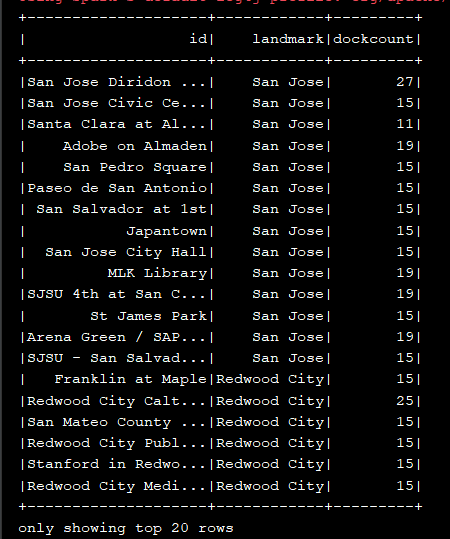 +--------------------+------------+---------+
|                  id|    landmark|dockcount|
+--------------------+------------+---------+
|San Jose Diridon ...|    San Jose|       27|
|San Jose Civic Ce...|    San Jose|       15|
|Santa Clara at Al...|    San Jose|       11|
|    Adobe on Almaden|    San Jose|       19|
|    San Pedro Square|    San Jose|       15|
|Paseo de San Antonio|    San Jose|       15|
| San Salvador at 1st|    San Jose|       15|
|           Japantown|    San Jose|       15|
|  San Jose City Hall|    San Jose|       15|
|         MLK Library|    San Jose|       19|
|SJSU 4th at San C...|    San Jose|       19|
|       St James Park|    San Jose|       15|
|Arena Green / SAP...|    San Jose|       19|
|SJSU - San Salvad...|    San Jose|       15|
|   Franklin at Maple|Redwood City|       15|
|Redwood City Calt...|Redwood City|       25|
|San Mateo County ...|Redwood City|       15|
|Redwood City Publ...|Redwood City|       15|
|Stanford in Redwo...|Redwood City|       15|
|Redwood City Medi...|Redwood City|       15|
+--------------------+------------+---------+
only showing top 20 rows